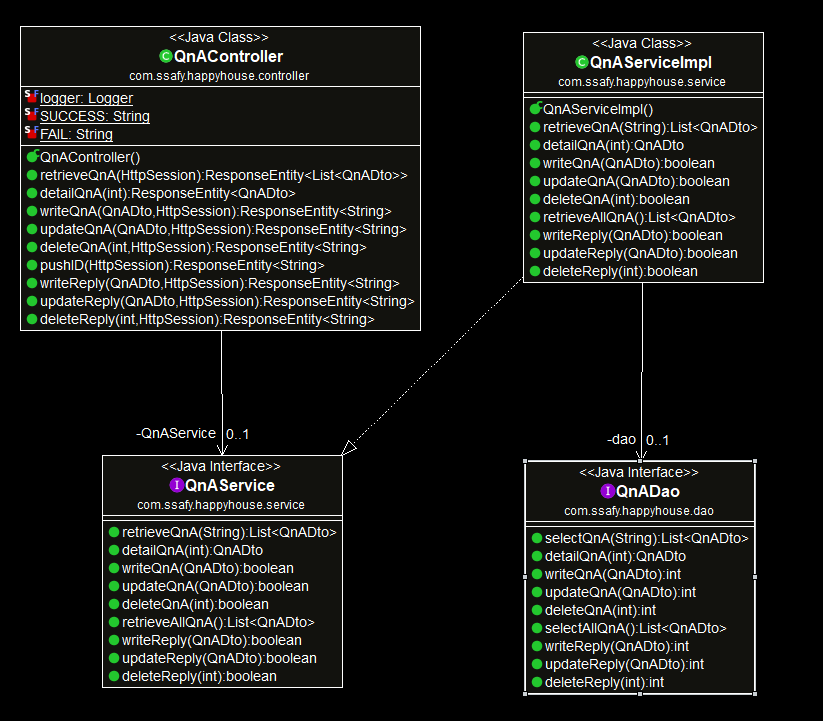 <<Java Class>>
QnAController
com.ssafy.happyhouse.controller
logger: Logger
SUCCESS: String
FAIL: String
QnAController()
retrieveQnA(HttpSession):ResponseEntity<List<QnADto>>
detailQnA(int):ResponseEntity<QnADto>
writeQnA(QnADto,HttpSession):ResponseEntity<String>
updateQnA(QnADto,HttpSession):ResponseEntity<String>
deleteQnA(int,HttpSession):ResponseEntity<String>
pushID(HttpSession):ResponseEntity<String>
writeReply(QnADto,HttpSession):ResponseEntity<String>
updateReply(QnADto,HttpSession):ResponseEntity<String>
deleteReply(int,HttpSession):ResponseEntity<String>
<<Java Class>>
QnAServiceImpl
com.ssafy.happyhouse.service
QnAServiceImpl()
retrieveQnA(String):List<QnADto>
detailQnA(int):QnADto
writeQnA(QnADto):boolean
updateQnA(QnADto):boolean
deleteQnA(int):boolean
retrieveAllQnA():List<QnADto>
writeReply(QnADto):boolean
updateReply(QnADto):boolean
deleteReply(int):boolean
-QnAService 0..1
-dao 0..1
<<Java Interface>>
QnAService
com.ssafy.happyhouse.service
retrieveQnA(String):List<QnADto>
detailQnA(int):QnADto
writeQnA(QnADto):boolean
updateQnA(QnADto):boolean
deleteQnA(int):boolean
retrieveAllQnA():List<QnADto>
writeReply(QnADto):boolean
updateReply(QnADto):boolean
deleteReply(int):boolean
<<Java Interface>>
QnADao
com.ssafy.happyhouse.dao
selectQnA(String):List<QnADto>
detailQnA(int):QnADto
writeQnA(QnADto):int
updateQnA(QnADto):int
deleteQnA(int):int
selectAllQnA():List<QnADto>
writeReply(QnADto):int
updateReply(QnADto):int
deleteReply(int):int